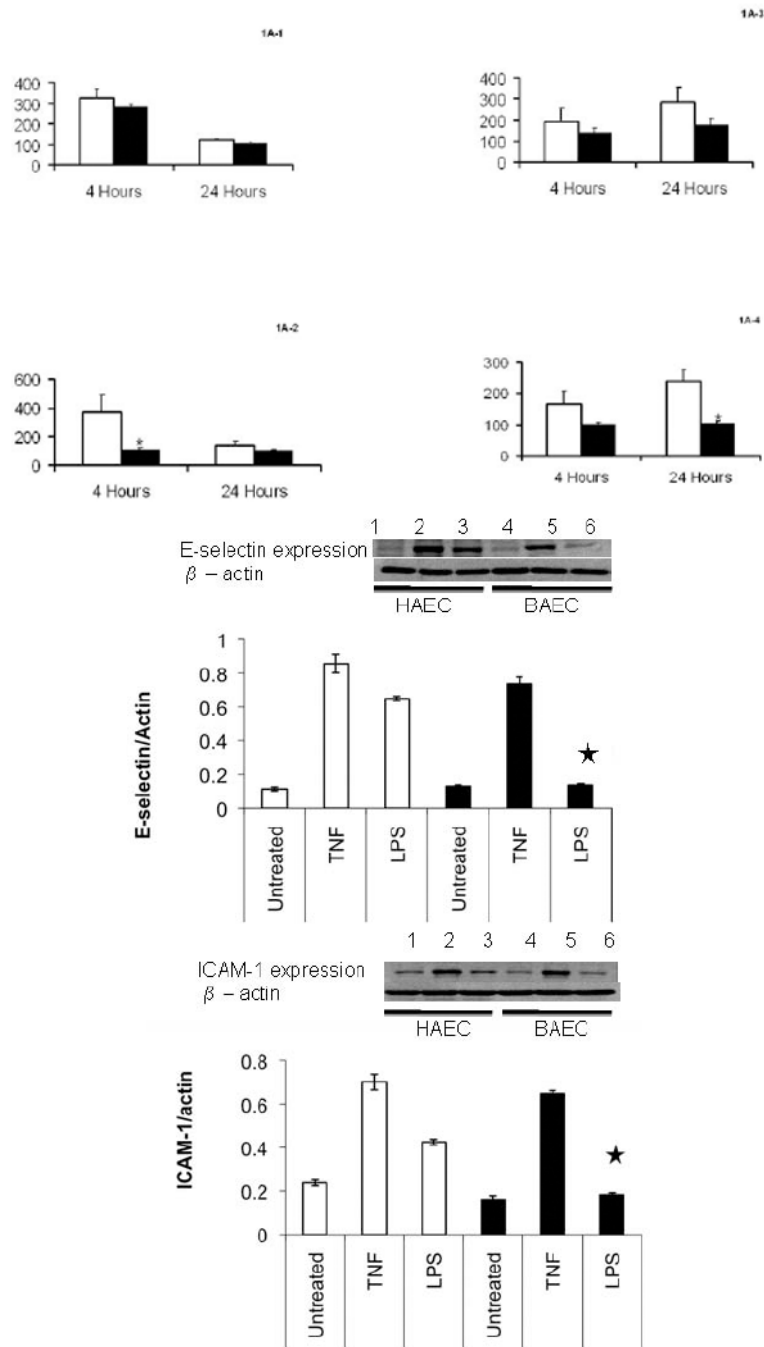 1A-1
400
300
200
100
0
4 Hours 24 Hours
1A-3
400
300
200
100
0
4 Hours 24 Hours
1A-2
600
400
200
0
4 Hours 24 Hours
*
1A-4
300
200
100
0
4 Hours 24 Hours
*
1 2 3 4 5 6
E-selectin expression
β – actin
HAEC BAEC
E-selectin/Actin
1
0.8
0.6
0.4
0.2
0
Untreated TNF LPS Untreated TNF LPS
1 2 3 4 5 6
ICAM-1 expression
β – actin
HAEC BAEC
ICAM-1/actin
0.8
0.6
0.4
0.2
0
Untreated TNF LPS Untreated TNF LPS